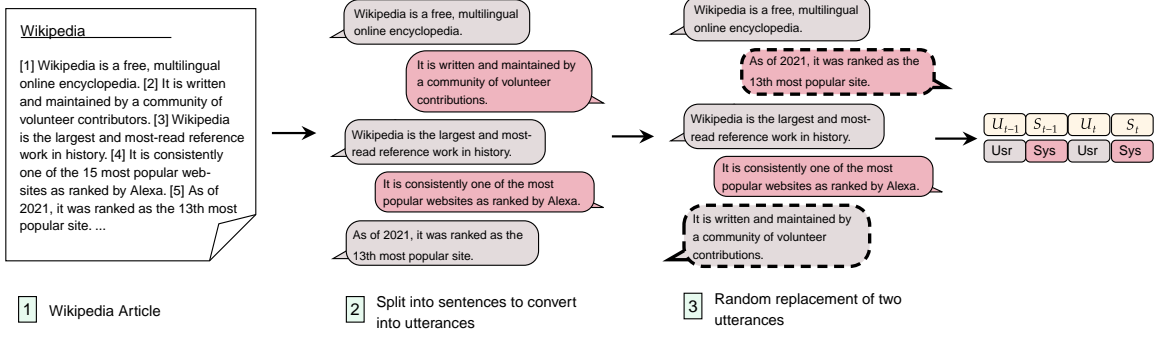 Wikipedia
[1] Wikipedia is a free, multilingual
online encyclopedia. [2] It is written
and maintained by a community of
volunteer contributors. [3] Wikipedia
is the largest and most-read reference
work in history. [4] It is consistently
one of the 15 most popular web-
sites as ranked by Alexa. [5] As of
2021, it was ranked as the 13th most
popular site. ...
1 Wikipedia Article
Wikipedia is a free, multilingual
online encyclopedia.
It is written and maintained by
a community of volunteer
contributions.
Wikipedia is the largest and most-
read reference work in history.
It is consistently one of the most
popular websites as ranked by Alexa.
As of 2021, it was ranked as the
13th most popular site.
2 Split into sentences to convert
into utterances
Wikipedia is a free, multilingual
online encyclopedia.
As of 2021, it was ranked as the
13th most popular site.
Wikipedia is the largest and most-
read reference work in history.
It is consistently one of the most
popular websites as ranked by Alexa.
It is written and maintained by
a community of volunteer
contributions.
3 Random replacement of two
utterances
U_{t−1} S_{t−1} U_t S_t
Usr Sys Usr Sys